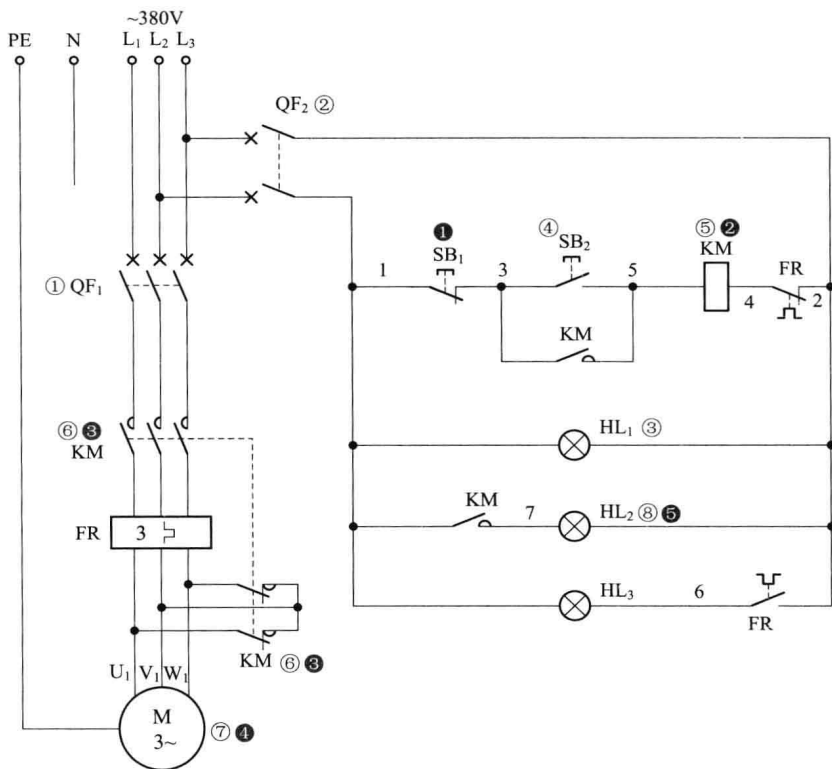 ~380V
PE N L₁ L₂ L₃
QF₂ ②
❶ ④ ⑤ ❷
SB₁ SB₂ KM
1 3 5 FR
① QF₁ 4 2
KM
⑥ ❸
KM
HL₁ ③
KM 7 HL₂ ⑧ ❺
FR 3
HL₃ 6
FR
KM ⑥ ❸
U₁ V₁ W₁
M
3~
⑦ ❹